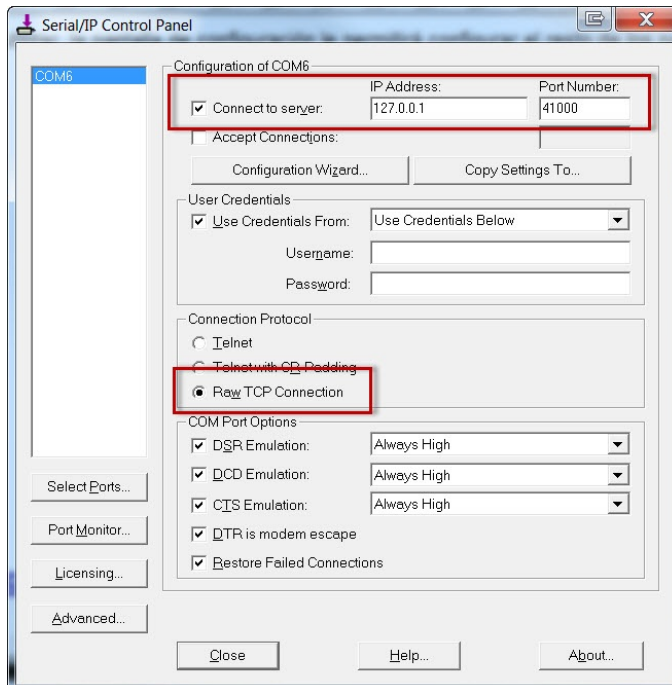 Serial/IP Control Panel
COM6
Configuration of COM6
IP Address: Port Number:
Connect to server: 127.0.0.1 41000
Accept Connections:
Configuration Wizard... Copy Settings To...
User Credentials
Use Credentials From: Use Credentials Below
Username:
Password:
Connection Protocol
Telnet
Telnet with CR Padding
Raw TCP Connection
COM Port Options
DSR Emulation: Always High
DCD Emulation: Always High
CTS Emulation: Always High
DTR is modem escape
Restore Failed Connections
Select Ports...
Port Monitor...
Licensing...
Advanced...
Close Help... About...